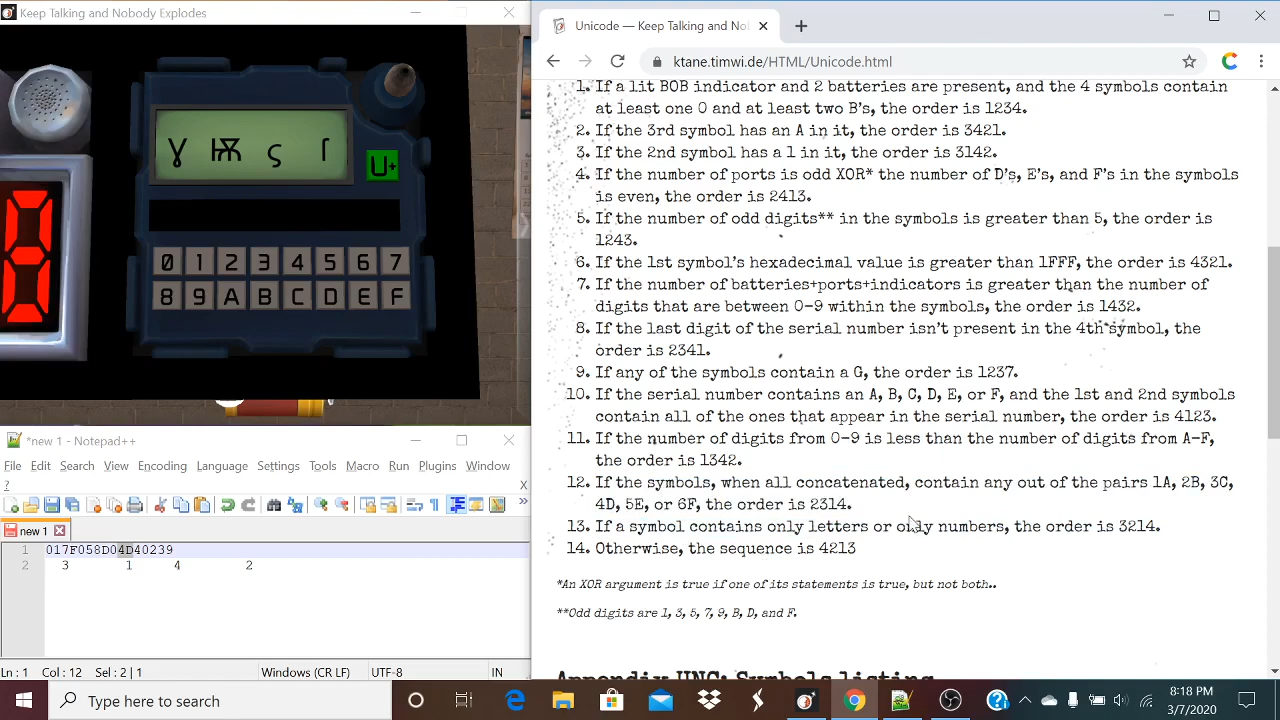 Keep Talking and Nobody Explodes
ɣ Ѭ ς ſ
U+
0 1 2 3 4 5 6 7
8 9 A B C D E F
*new 1 - Notepad++
File Edit Search View Encoding Language Settings Tools Macro Run Plugins Window
?
X
new 1
1 017F058D04D40239
2 3 1 4 2
Ln : 1 Col : 12 Sel : 2 | 1 Windows (CR LF) UTF-8 IN
Unicode — Keep Talking and No
ktane.timwi.de/HTML/Unicode.html
1. If a lit BOB indicator and 2 batteries are present, and the 4 symbols contain
at least one 0 and at least two B's, the order is 1234.
2. If the 3rd symbol has an A in it, the order is 3421.
3. If the 2nd symbol has a 1 in it, the order is 3142.
4. If the number of ports is odd XOR* the number of D's, E's, and F's in the symbols
is even, the order is 2413.
5. If the number of odd digits** in the symbols is greater than 5, the order is
1243.
6. If the 1st symbol's hexadecimal value is greater than 1FFF, the order is 4321.
7. If the number of batteries+ports+indicators is greater than the number of
digits that are between 0-9 within the symbols, the order is 1432.
8. If the last digit of the serial number isn't present in the 4th symbol, the
order is 2341.
9. If any of the symbols contain a G, the order is 1237.
10. If the serial number contains an A, B, C, D, E, or F, and the 1st and 2nd symbols
contain all of the ones that appear in the serial number, the order is 4123.
11. If the number of digits from 0-9 is less than the number of digits from A-F,
the order is 1342.
12. If the symbols, when all concatenated, contain any out of the pairs 1A, 2B, 3C,
4D, 5E, or 6F, the order is 2314.
13. If a symbol contains only letters or only numbers, the order is 3214.
14. Otherwise, the sequence is 4213
*An XOR argument is true if one of its statements is true, but not both..
**Odd digits are 1, 3, 5, 7, 9, B, D, and F.
Appendix UNC: Symbols listing
Type here to search
8:18 PM
3/7/2020